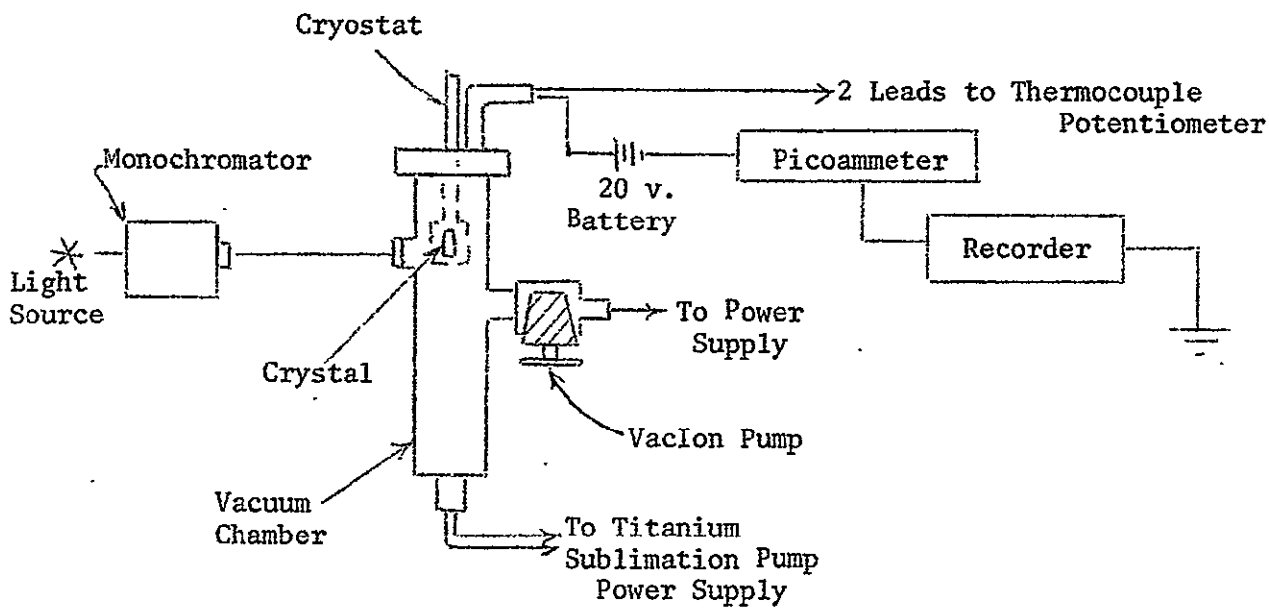 Cryostat
2 Leads to Thermocouple
Potentiometer
Monochromator
Picoammeter
20 v.
Battery
Recorder
Light
Source
To Power
Supply
Crystal
VacIon Pump
Vacuum
Chamber
To Titanium
Sublimation Pump
Power Supply